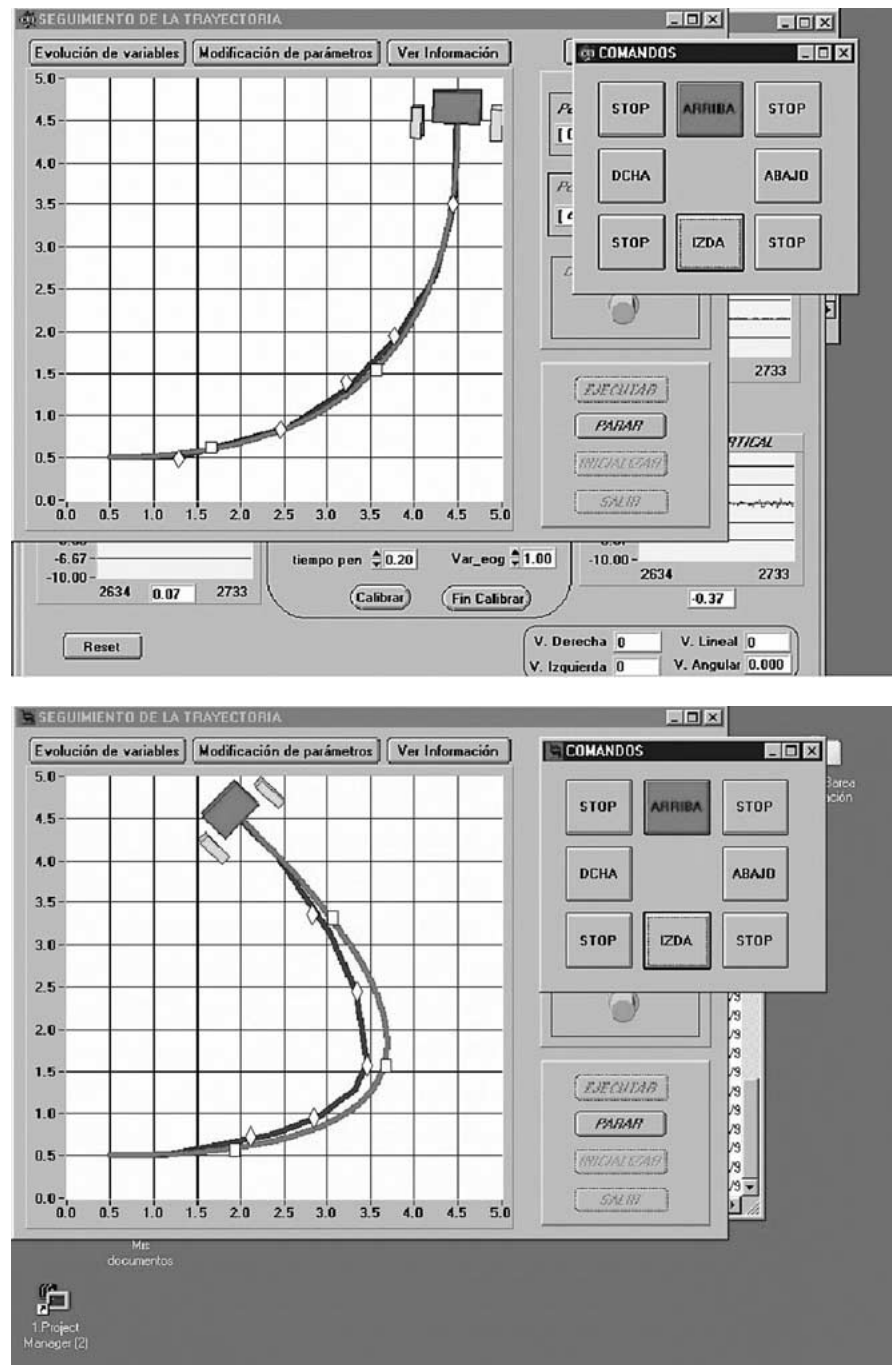 SEGUIMIENTO DE LA TRAYECTORIA
Evolución de variables Modificación de parámetros Ver Información
COMANDOS
STOP ARRIBA STOP
DCHA ABAJO
STOP IZDA STOP
5.0
4.5
4.0
3.5
3.0
2.5
2.0
1.5
1.0
0.5
0.0
0.0 0.5 1.0 1.5 2.0 2.5 3.0 3.5 4.0 4.5 5.0
EJECUTAR
PARAR
INICIALIZAR
SALIR
2733
-6.67
-10.00
2634 0.07 2733
tiempo pen 0.20 Var_eog 1.00
Calibrar Fin Calibrar
-10.00
2634 2733
-0.37
Reset
V. Derecha 0 V. Lineal 0
V. Izquierda 0 V. Angular 0.000
SEGUIMIENTO DE LA TRAYECTORIA
Evolución de variables Modificación de parámetros Ver Información
COMANDOS
STOP ARRIBA STOP
DCHA ABAJO
STOP IZDA STOP
5.0
4.5
4.0
3.5
3.0
2.5
2.0
1.5
1.0
0.5
0.0
0.0 0.5 1.0 1.5 2.0 2.5 3.0 3.5 4.0 4.5 5.0
EJECUTAR
PARAR
INICIALIZAR
SALIR
Mis
documentos
1.Project
Manager (2)